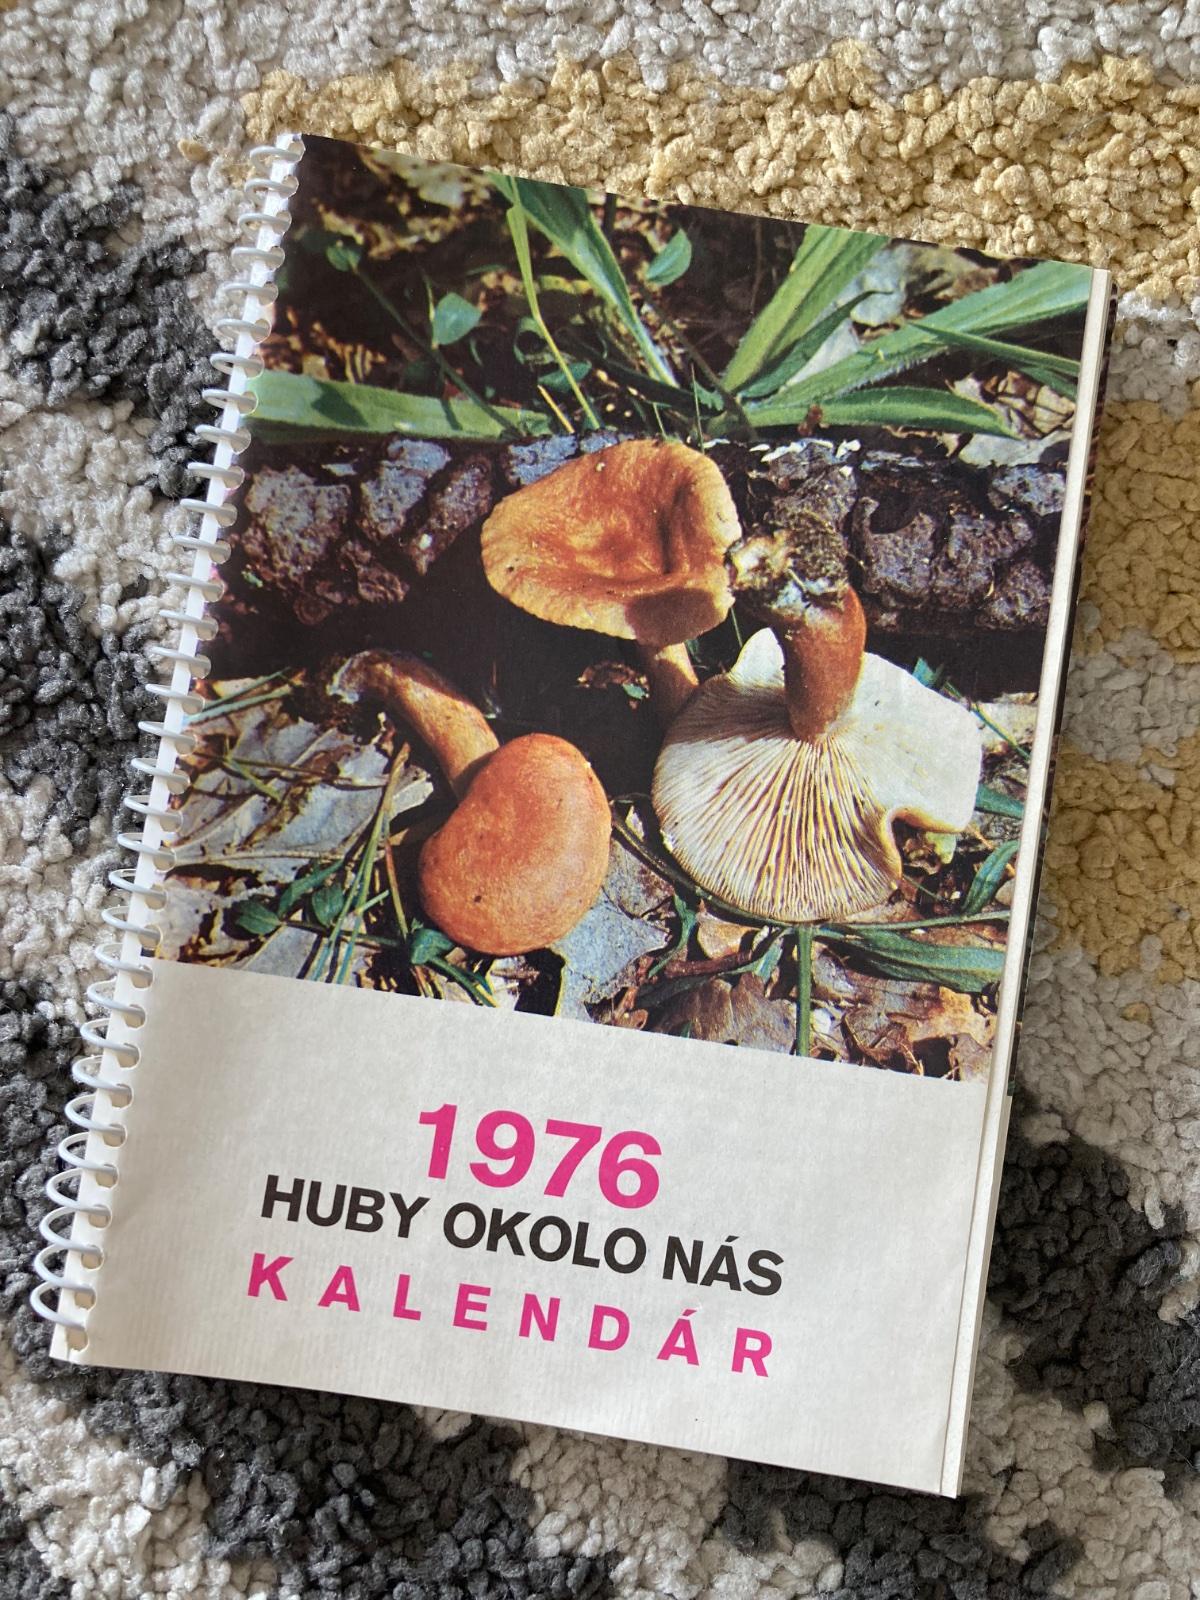 1976
HUBY OKOLO NÁS
KALENDÁR